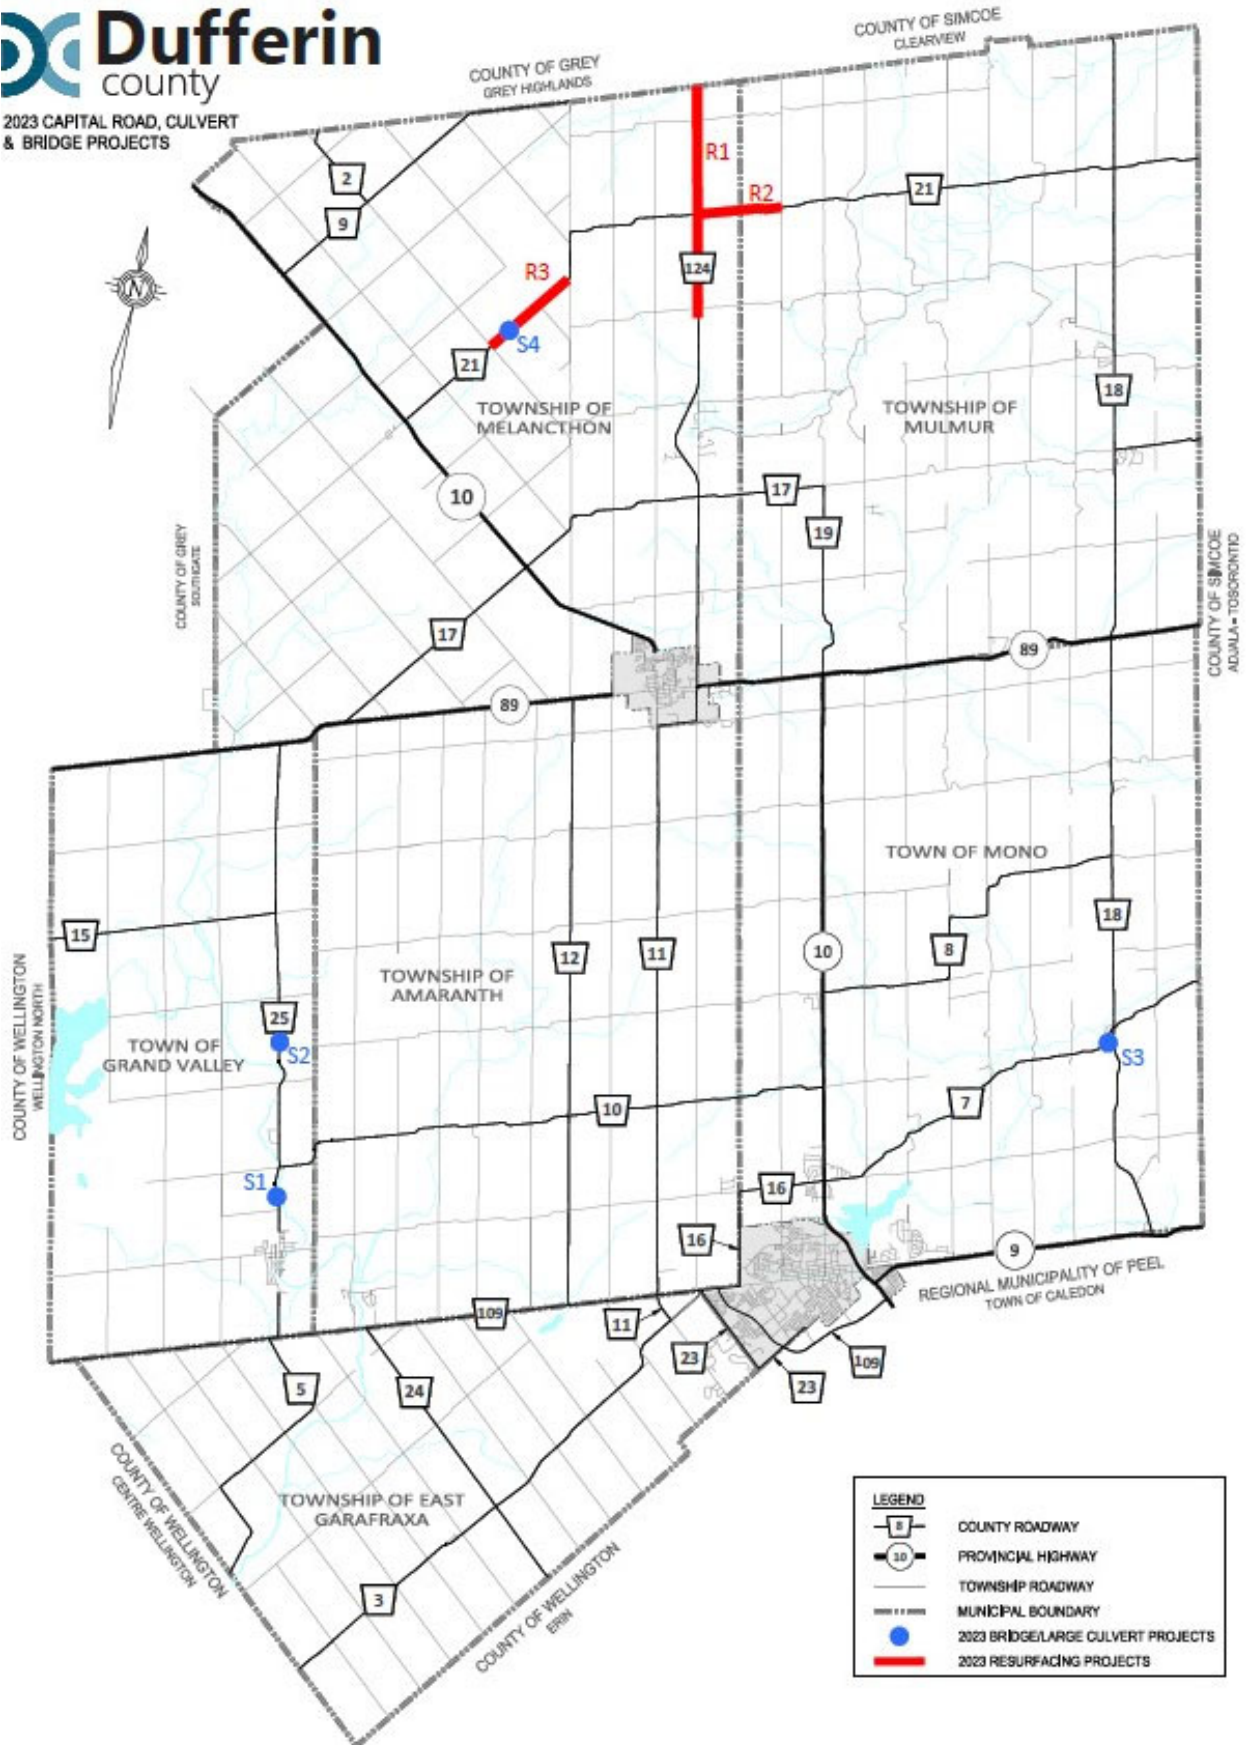 Dufferin
county
2023 CAPITAL ROAD, CULVERT
& BRIDGE PROJECTS
COUNTY OF GREY
GREY HIGHLANDS
COUNTY OF SIMCOE
CLEARVIEW
R1
2
R2
21
9
N
R3
124
S4
21
18
TOWNSHIP OF
MELANCTHON
TOWNSHIP OF
MULMUR
10
17
19
COUNTY OF GREY
SOUTHGATE
COUNTY OF SIMCOE
ADJALA-TOSORONTIO
17
89
89
TOWN OF MONO
15
18
12
11
10
8
TOWNSHIP OF
AMARANTH
COUNTY OF WELLINGTON
WELLINGTON NORTH
25
S2
TOWN OF
GRAND VALLEY
S3
7
10
S1
16
16
9
REGIONAL MUNICIPALITY OF PEEL
TOWN OF CALEDON
109
11
23
109
23
5
24
COUNTY OF WELLINGTON
CENTRE WELLINGTON
TOWNSHIP OF EAST
GARAFRAXA
3
COUNTY OF WELLINGTON
ERIN
LEGEND
8 COUNTY ROADWAY
10 PROVINCIAL HIGHWAY
TOWNSHIP ROADWAY
MUNICIPAL BOUNDARY
2023 BRIDGE/LARGE CULVERT PROJECTS
2023 RESURFACING PROJECTS